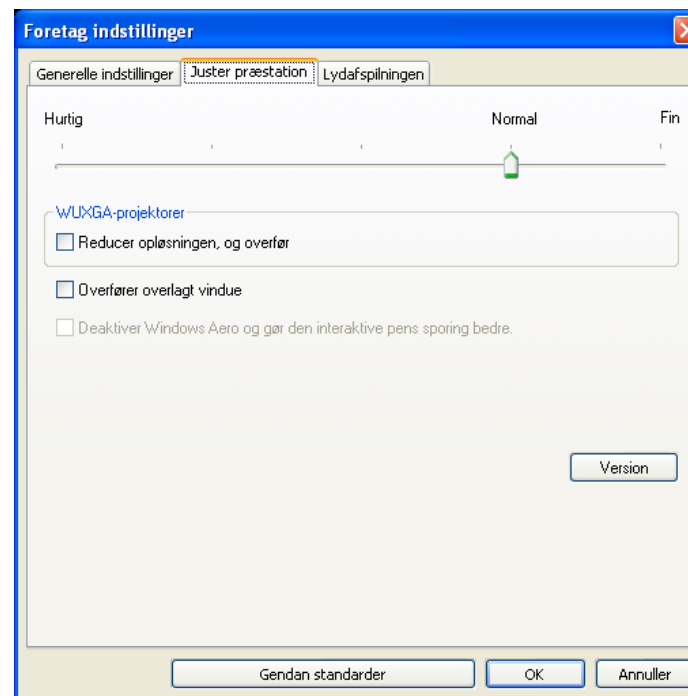 Foretag indstillinger
Generelle indstillinger Juster præstation Lydafspilningen
Hurtig Normal Fin
WUXGA-projektorer
Reducer opløsningen, og overfør
Overfører overlagt vindue
Deaktiver Windows Aero og gør den interaktive pens sporing bedre.
Version
Gendan standarder OK Annuller